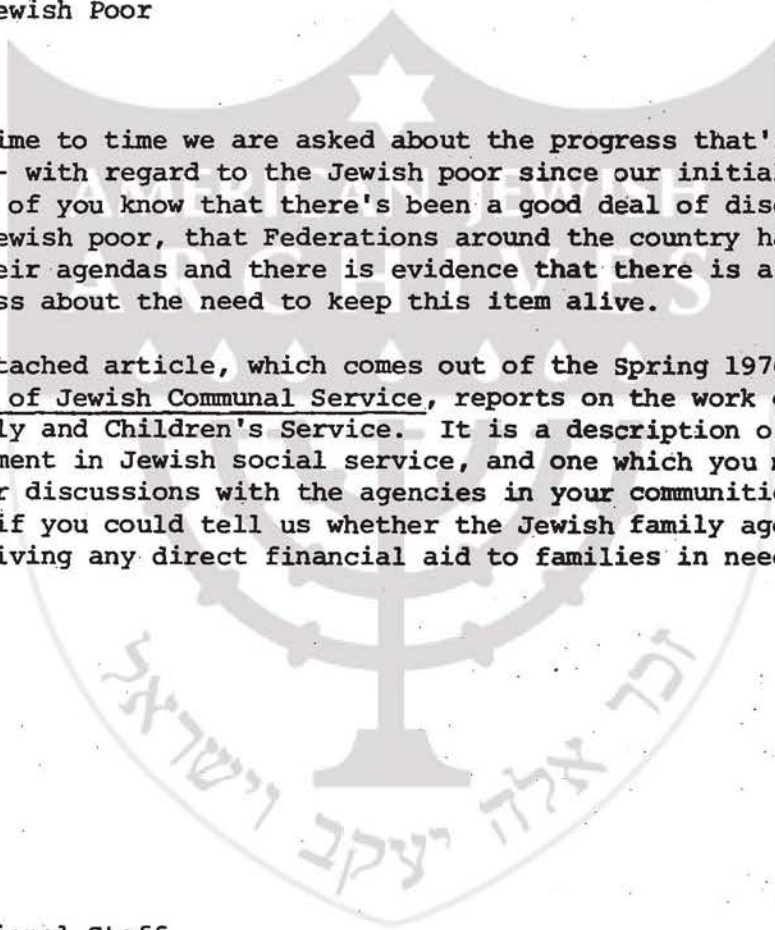 ewish Poor
ime to time we are asked about the progress that'
- with regard to the Jewish poor since our initia
of you know that there's been a good deal of dis
ewish poor, that Federations around the country ha
eir agendas and there is evidence that there is a
ss about the need to keep this item alive.
tached article, which comes out of the Spring 197
of Jewish Communal Service, reports on the work
ly and Children's Service. It is a description o
ment in Jewish social service, and one which you
r discussions with the agencies in your communiti
if you could tell us whether the Jewish family ag
iving any direct financial aid to families in nee
AMERICAN JEWISH
ARCHIVES
זכר אלה יעקב וישראל